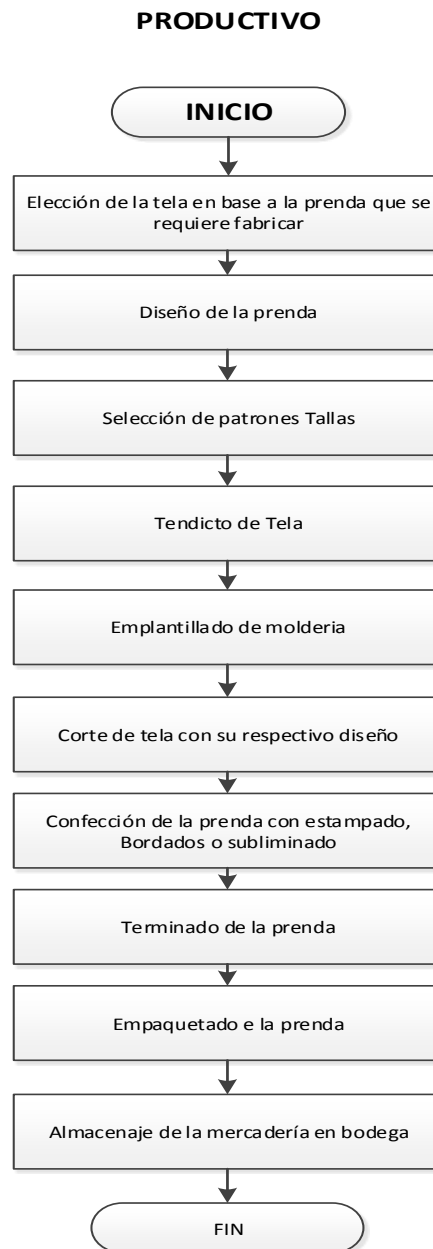 PRODUCTIVO
INICIO
Elección de la tela en base a la prenda que se
requiere fabricar
Diseño de la prenda
Selección de patrones Tallas
Tendicto de Tela
Emplantillado de molderia
Corte de tela con su respectivo diseño
Confección de la prenda con estampado,
Bordados o subliminado
Terminado de la prenda
Empaquetado e la prenda
Almacenaje de la mercadería en bodega
FIN